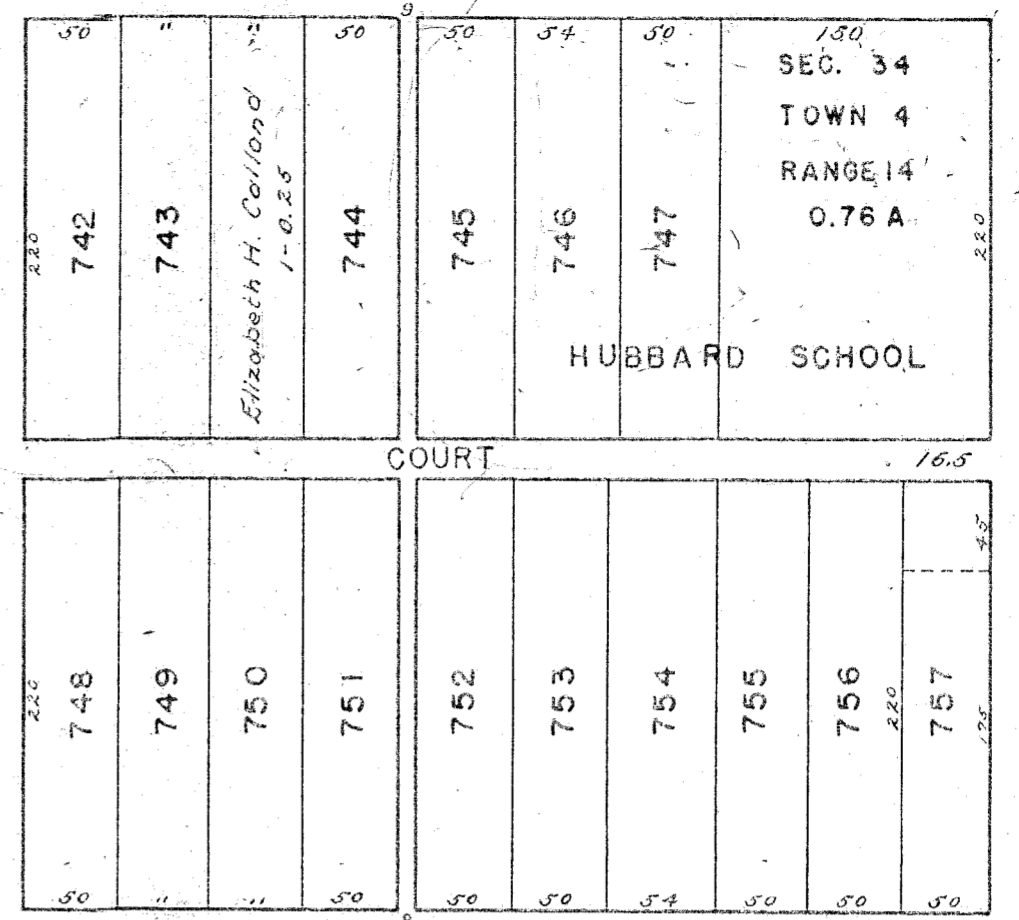 9
50 " " 50 50 54 50 150
SEC. 34
TOWN 4
RANGE 14
0.76 A
220 742 743 Elizabeth H. Collond 744 745 746 747 220
1-0.25
HUBBARD SCHOOL
COURT 16.5
45
220 748 749 750 751 752 753 754 755 756 220 757 175
50 " " 50 50 50 54 50 50 50